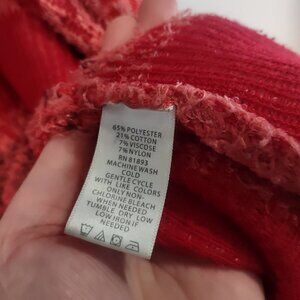 65% POLYESTER
21% COTTON
7% VISCOSE
7% NYLON
RN 81893
MACHINE WASH
COLD
GENTLE CYCLE
WITH LIKE COLORS
ONLY NON-
CHLORINE BLEACH
WHEN NEEDED
TUMBLE DRY LOW
LOW IRON IF
NEEDED